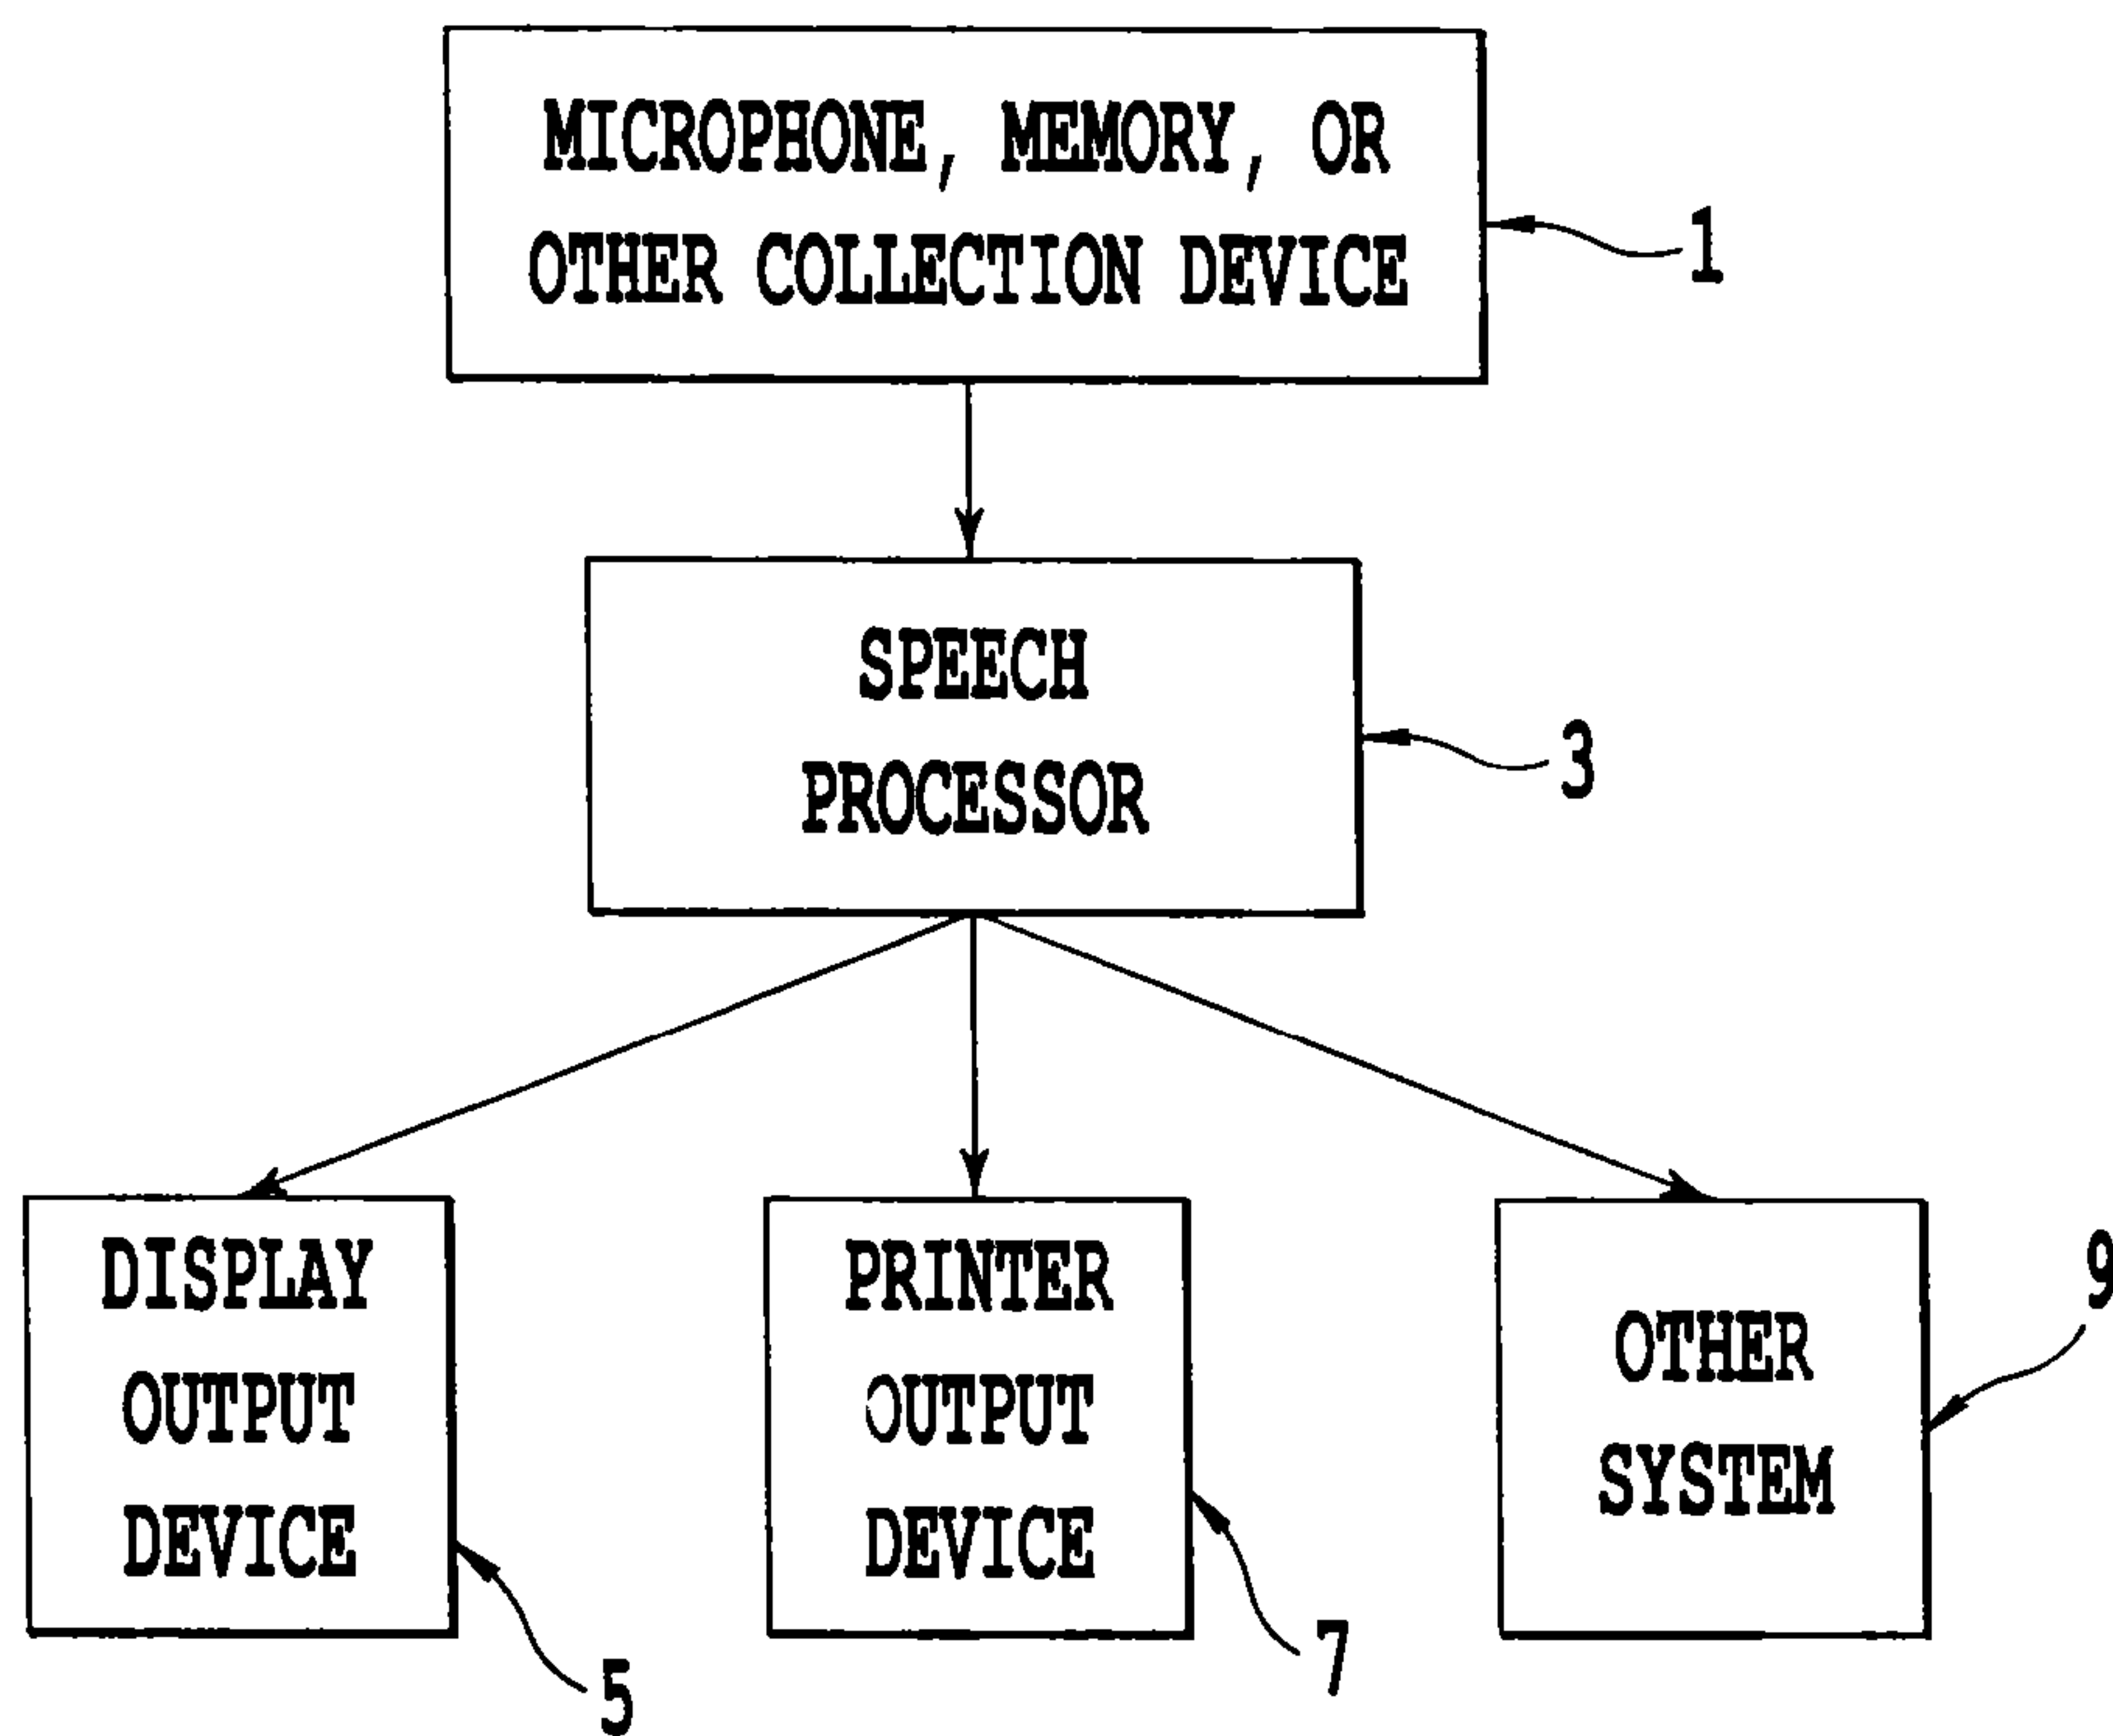 MICROPHONE, MEMORY, OR
OTHER COLLECTION DEVICE
1
SPEECH
PROCESSOR
3
DISPLAY
OUTPUT
DEVICE
5
PRINTER
OUTPUT
DEVICE
7
OTHER
SYSTEM
9